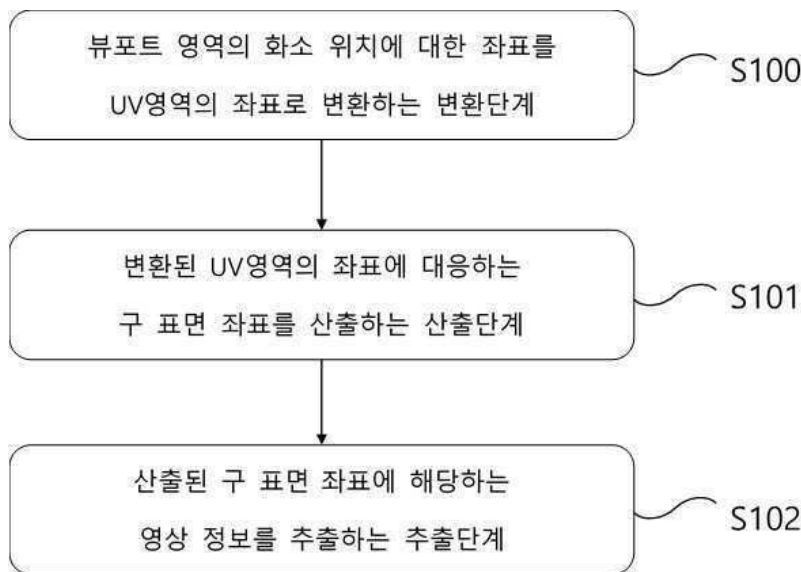 뷰포트 영역의 화소 위치에 대한 좌표를
UV영역의 좌표로 변환하는 변환단계
S100
변환된 UV영역의 좌표에 대응하는
구 표면 좌표를 산출하는 산출단계
S101
산출된 구 표면 좌표에 해당하는
영상 정보를 추출하는 추출단계
S102